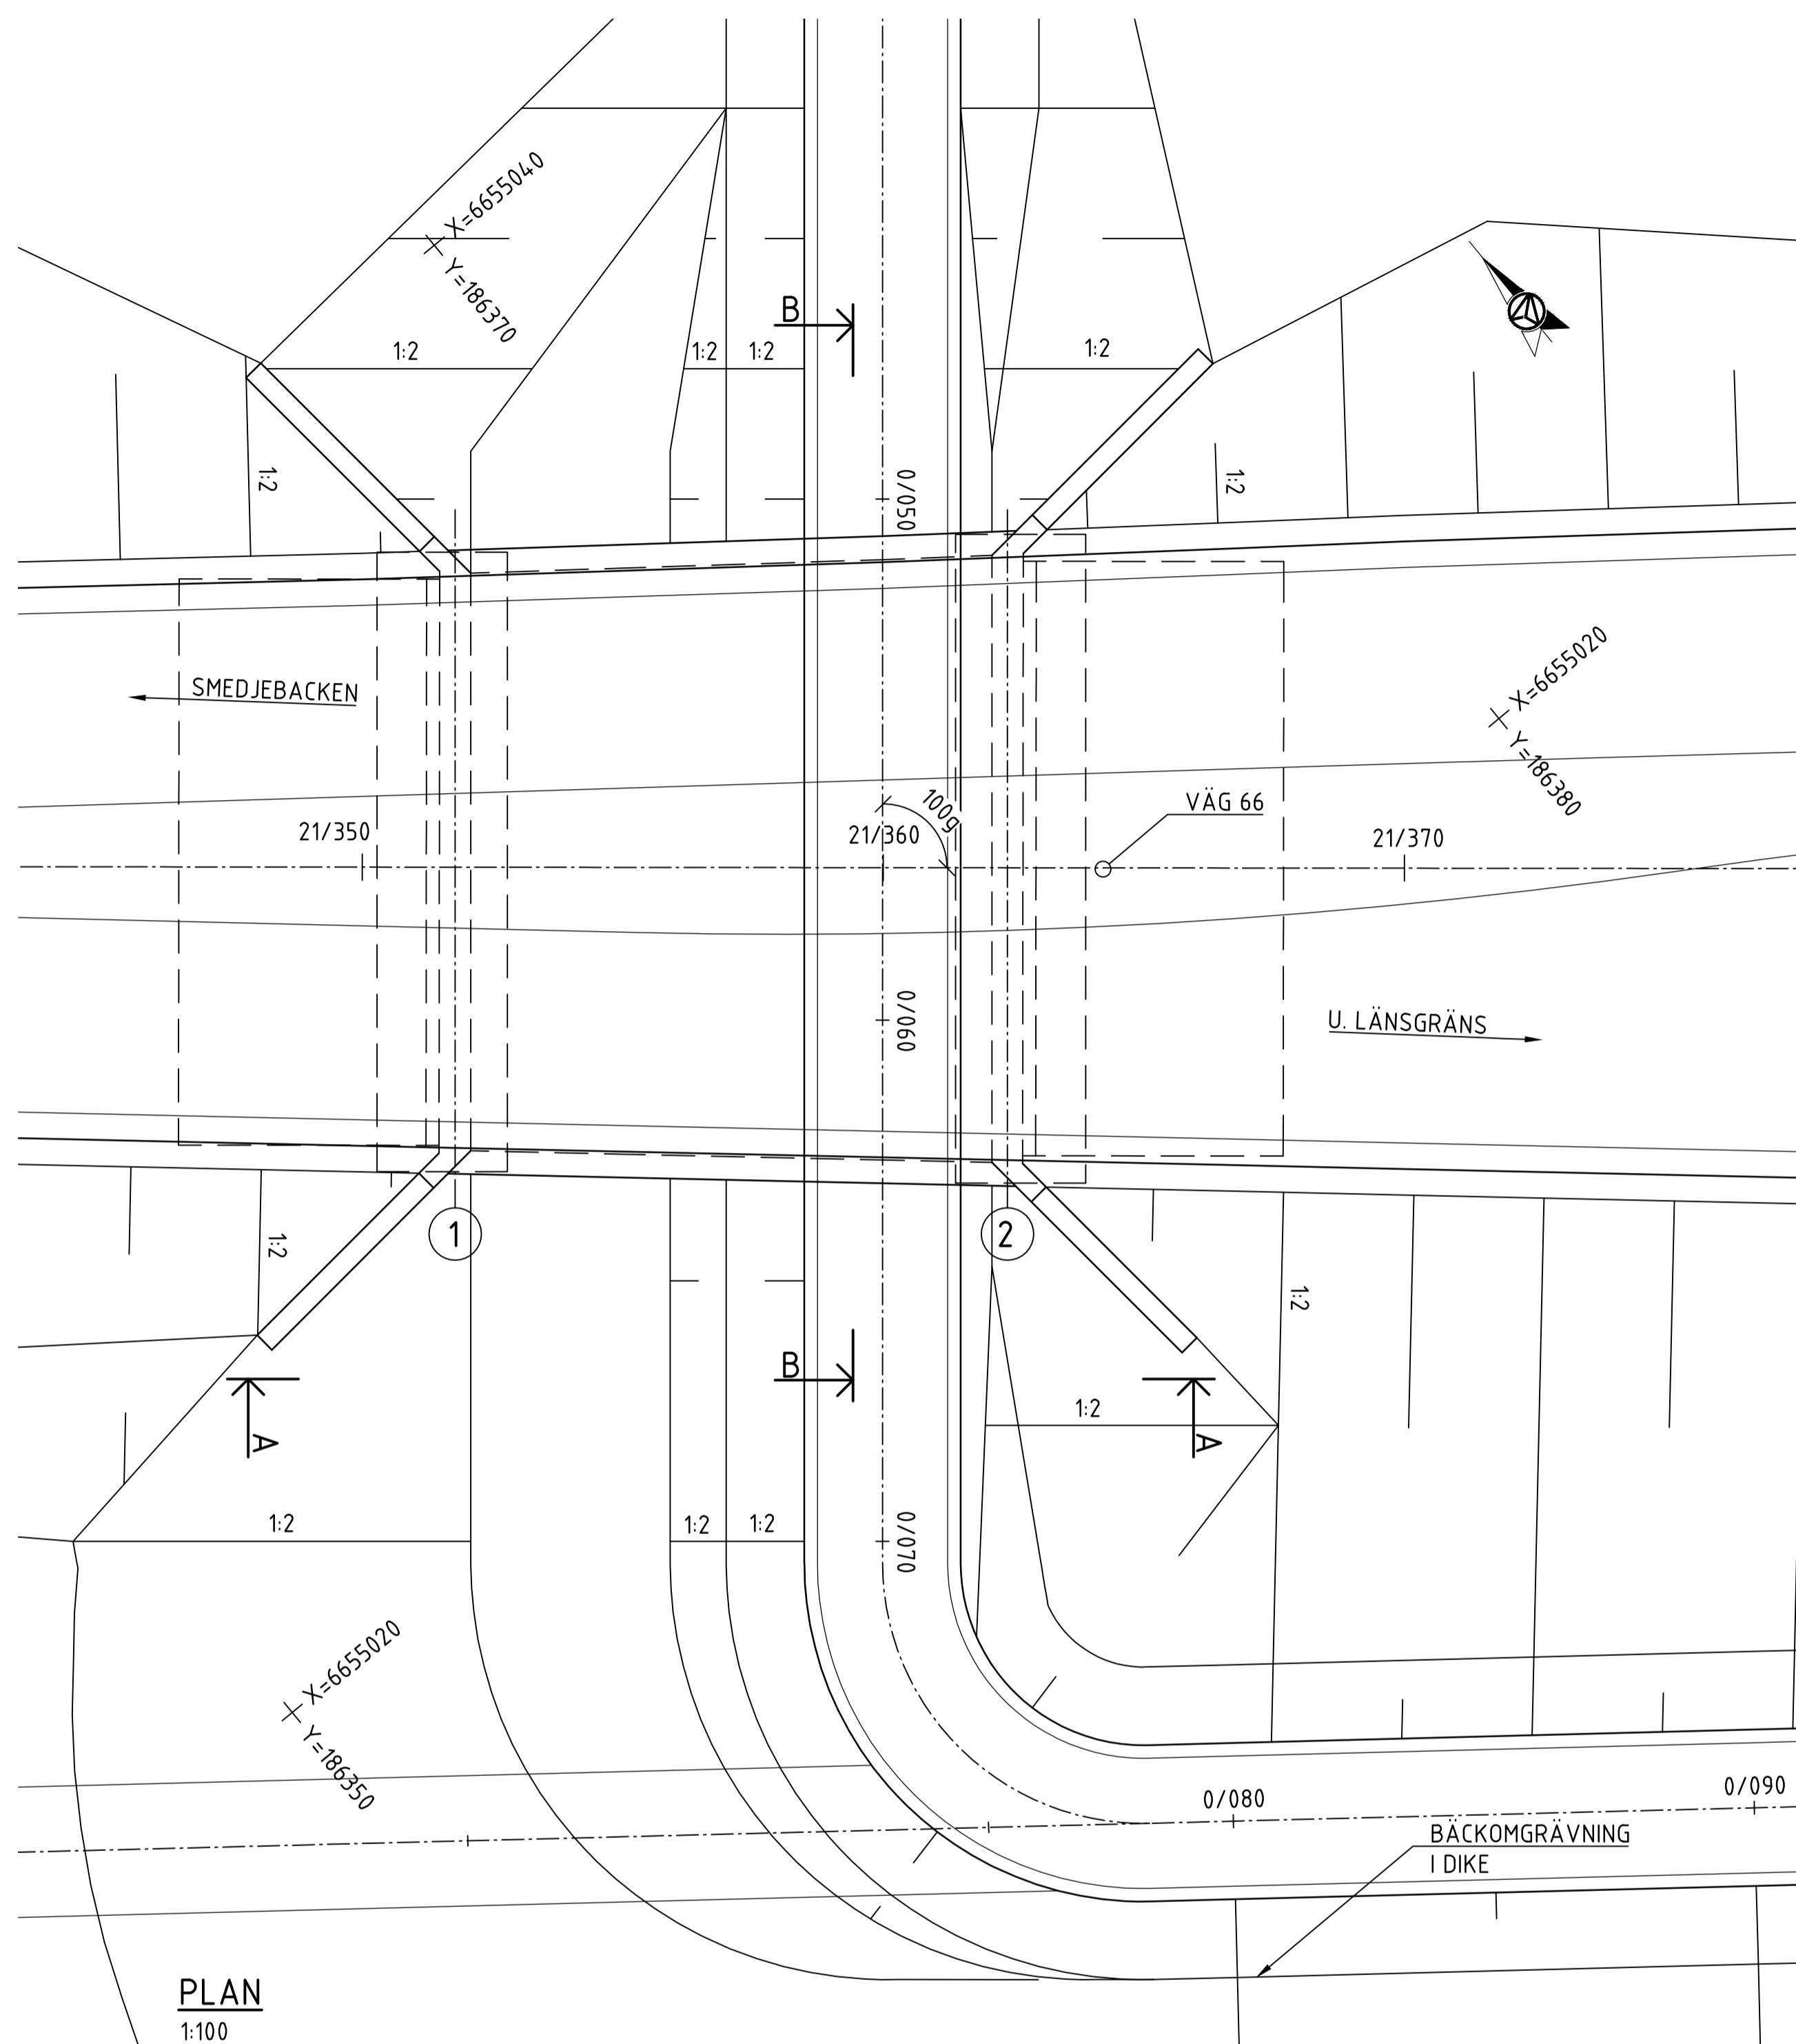 X=6655040
Y=186370
B
1:2
1:2
1:2
1:2
1:2
1:2
0/050
SMEDJEBACKEN
X=6655020
Y=186380
100g
VÄG 66
21/350
21/360
21/370
0/060
U. LÄNSGRÄNS
1
2
1:2
1:2
B
1:2
A
A
1:2
1:2
1:2
0/070
X=6655020
Y=186350
0/080
0/090
BÄCKOMGRÄVNING
I DIKE
PLAN
1:100